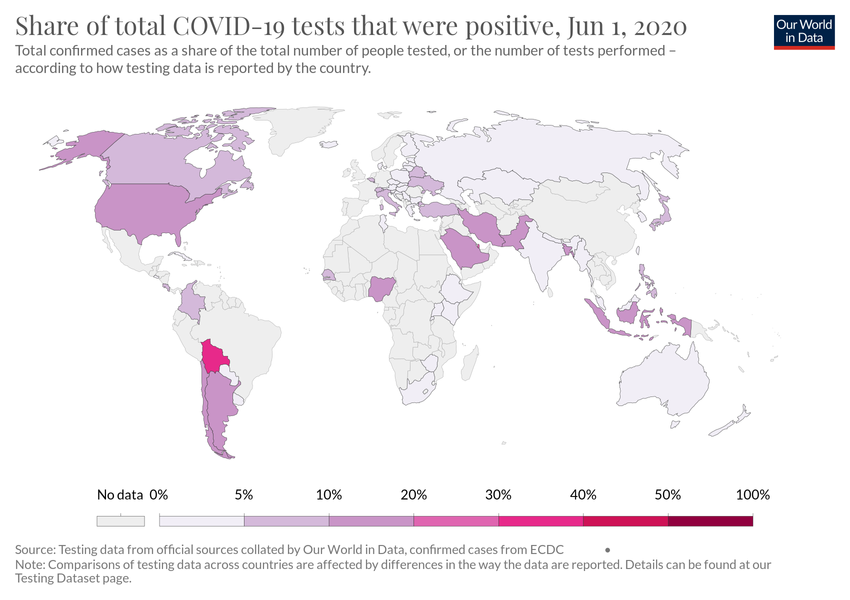 Share of total COVID-19 tests that were positive, Jun 1, 2020
Our World
in Data
Total confirmed cases as a share of the total number of people tested, or the number of tests performed –
according to how testing data is reported by the country.
No data 0% 5% 10% 20% 30% 40% 50% 100%
Source: Testing data from official sources collated by Our World in Data, confirmed cases from ECDC •
Note: Comparisons of testing data across countries are affected by differences in the way the data are reported. Details can be found at our
Testing Dataset page.